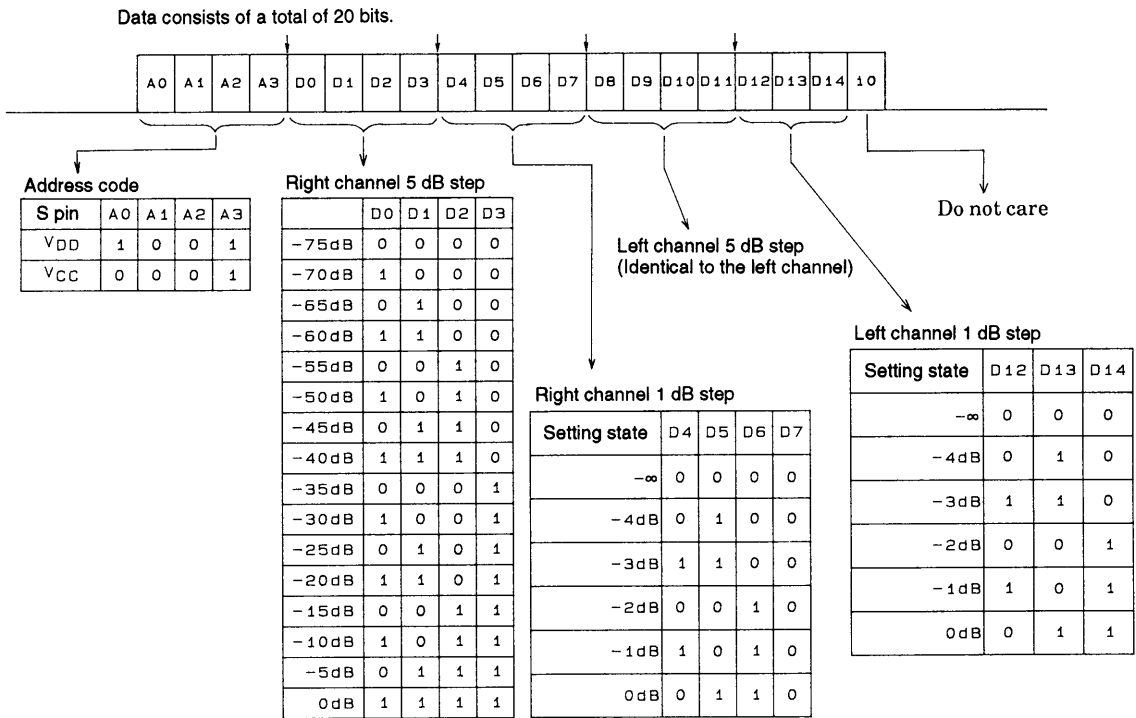 Data consists of a total of 20 bits.
A0 A1 A2 A3 D0 D1 D2 D3 D4 D5 D6 D7 D8 D9 D10 D11 D12 D13 D14 10
Address code
S pin A0 A1 A2 A3
VDD 1 0 0 1
VCC 0 0 0 1
Right channel 5 dB step
D0 D1 D2 D3
-75dB 0 0 0 0
-70dB 1 0 0 0
-65dB 0 1 0 0
-60dB 1 1 0 0
-55dB 0 0 1 0
-50dB 1 0 1 0
-45dB 0 1 1 0
-40dB 1 1 1 0
-35dB 0 0 0 1
-30dB 1 0 0 1
-25dB 0 1 0 1
-20dB 1 1 0 1
-15dB 0 0 1 1
-10dB 1 0 1 1
-5dB 0 1 1 1
0dB 1 1 1 1
Right channel 1 dB step
Setting state D4 D5 D6 D7
-∞ 0 0 0 0
-4dB 0 1 0 0
-3dB 1 1 0 0
-2dB 0 0 1 0
-1dB 1 0 1 0
0dB 0 1 1 0
Left channel 5 dB step
(Identical to the left channel)
Left channel 1 dB step
Setting state D12 D13 D14
-∞ 0 0 0
-4dB 0 1 0
-3dB 1 1 0
-2dB 0 0 1
-1dB 1 0 1
0dB 0 1 1
Do not care